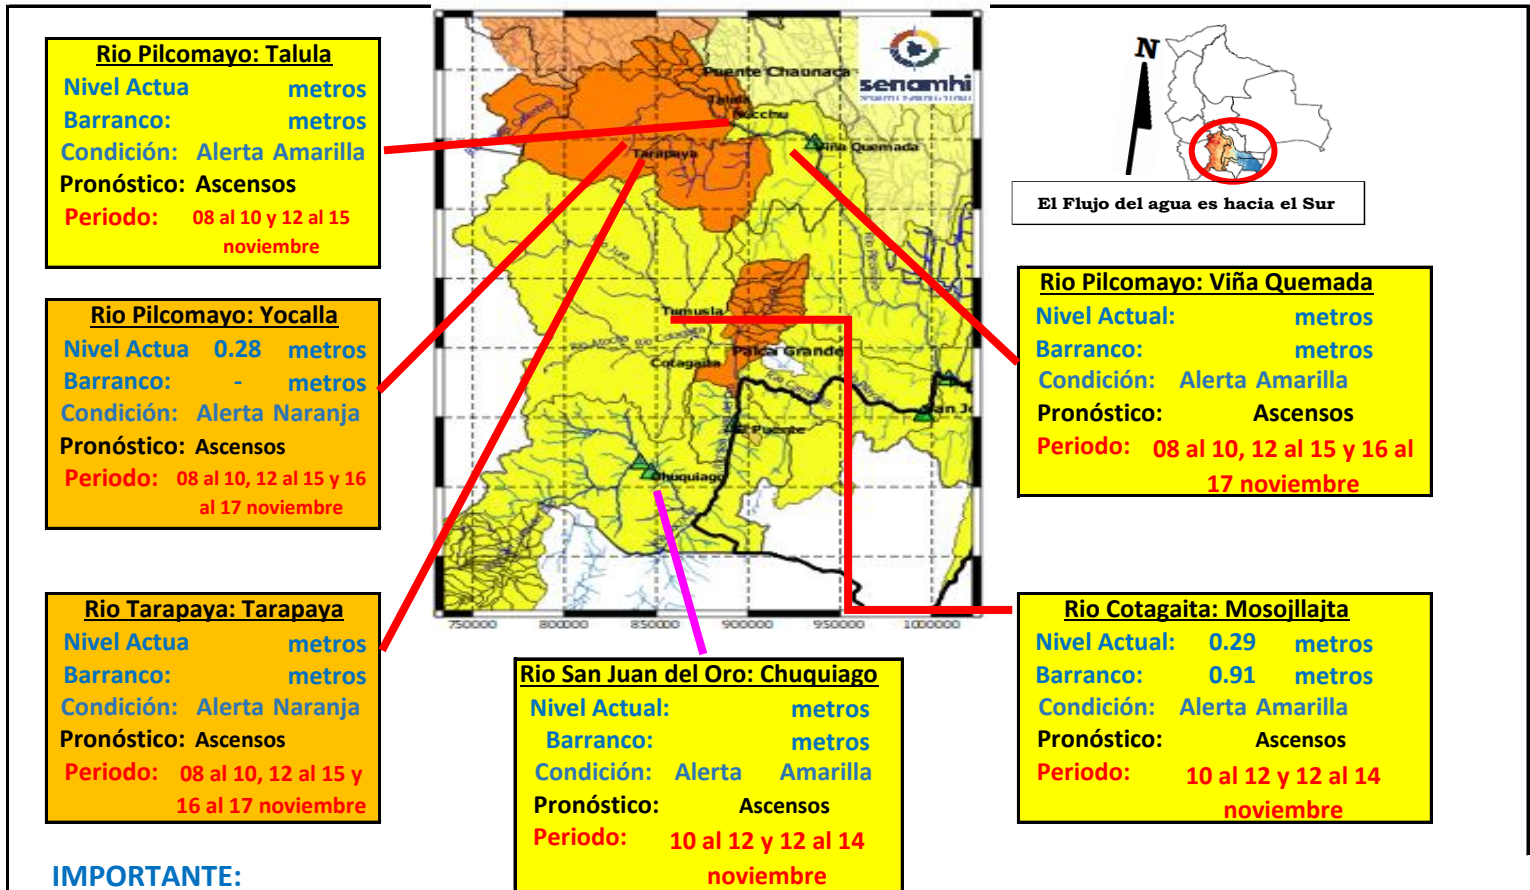 Rio Pilcomayo: Talula
Nivel Actua metros
Barranco: metros
Condición: Alerta Amarilla
Pronóstico: Ascensos
Periodo: 08 al 10 y 12 al 15
noviembre
Rio Pilcomayo: Yocalla
Nivel Actua 0.28 metros
Barranco: - metros
Condición: Alerta Naranja
Pronóstico: Ascensos
Periodo: 08 al 10, 12 al 15 y 16
al 17 noviembre
Rio Tarapaya: Tarapaya
Nivel Actua metros
Barranco: metros
Condición: Alerta Naranja
Pronóstico: Ascensos
Periodo: 08 al 10, 12 al 15 y
16 al 17 noviembre
IMPORTANTE:
senamhi
Puente Chaunaca
Talula
Nucchu
Viña Quemada
Tarapaya
Tumusla
Rio Cotagaita
Palca Grande
Cotagaita
San J
El Puente
Chuquiago
750000 800000 850000 900000 950000 1000000
Rio San Juan del Oro: Chuquiago
Nivel Actual: metros
Barranco: metros
Condición: Alerta Amarilla
Pronóstico: Ascensos
Periodo: 10 al 12 y 12 al 14
noviembre
N
El Flujo del agua es hacia el Sur
Rio Pilcomayo: Viña Quemada
Nivel Actual: metros
Barranco: metros
Condición: Alerta Amarilla
Pronóstico: Ascensos
Periodo: 08 al 10, 12 al 15 y 16 al
17 noviembre
Rio Cotagaita: Mosojllajta
Nivel Actual: 0.29 metros
Barranco: 0.91 metros
Condición: Alerta Amarilla
Pronóstico: Ascensos
Periodo: 10 al 12 y 12 al 14
noviembre